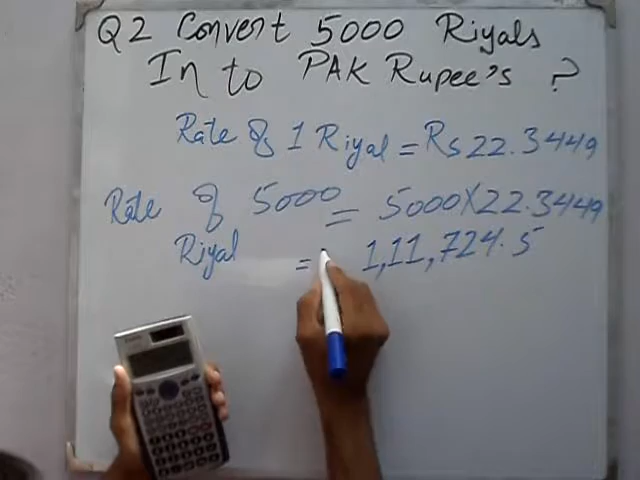 Q2 Convert 5000 Riyals
In to PAK Rupee's ?
Rate of 1 Riyal = Rs 22.3449
Rate of 5000 = 5000X22.3449
Riyal = 1,11,724.5